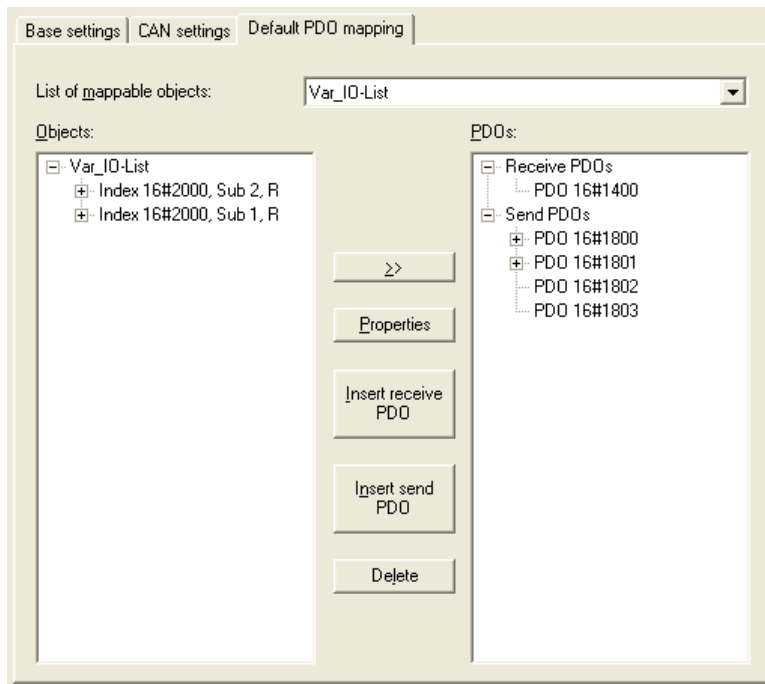 Base settings
CAN settings
Default PDO mapping
List of mappable objects:
Var_IO-List
Objects:
Var_IO-List
Index 16#2000, Sub 2, R
Index 16#2000, Sub 1, R
>>
Properties
Insert receive
PDO
Insert send
PDO
Delete
PDOs:
Receive PDOs
PDO 16#1400
Send PDOs
PDO 16#1800
PDO 16#1801
PDO 16#1802
PDO 16#1803